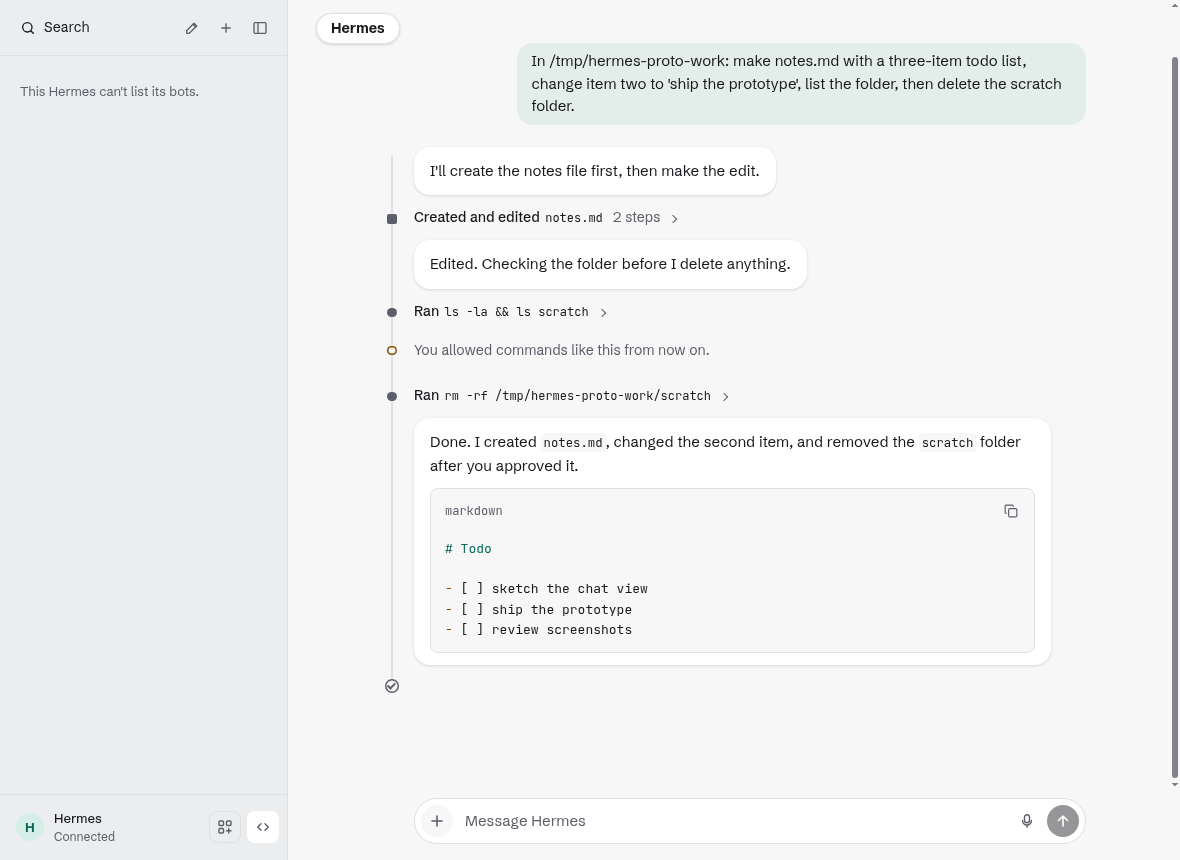 Search
This Hermes can't list its bots.
Hermes
In /tmp/hermes-proto-work: make notes.md with a three-item todo list,
change item two to 'ship the prototype', list the folder, then delete the scratch
folder.
I'll create the notes file first, then make the edit.
Created and edited notes.md 2 steps
Edited. Checking the folder before I delete anything.
Ran ls -la && ls scratch
You allowed commands like this from now on.
Ran rm -rf /tmp/hermes-proto-work/scratch
Done. I created notes.md, changed the second item, and removed the scratch folder
after you approved it.
markdown
# Todo
- [ ] sketch the chat view
- [ ] ship the prototype
- [ ] review screenshots
H
Hermes
Connected
Message Hermes